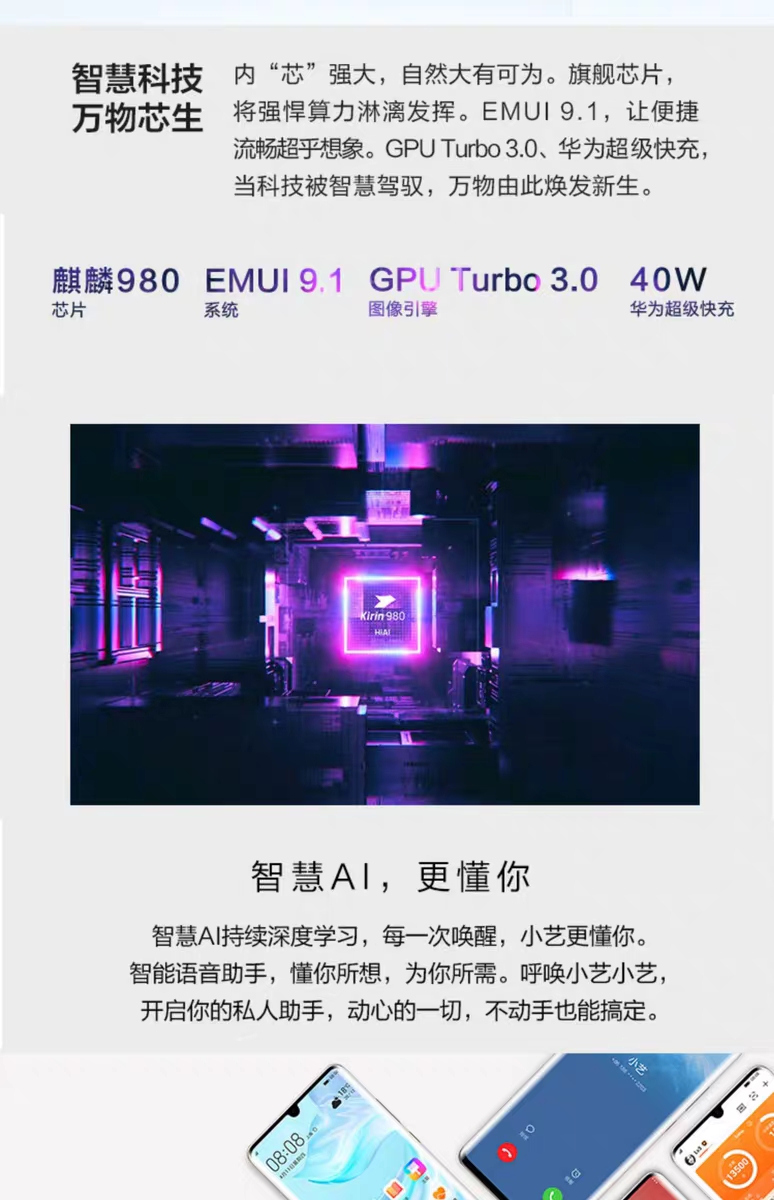 智慧科技
万物芯生
内“芯”强大，自然大有可为。旗舰芯片，
将强悍算力淋漓发挥。EMUI 9.1，让便捷
流畅超乎想象。GPU Turbo 3.0、华为超级快充，
当科技被智慧驾驭，万物由此焕发新生。
麒麟980
芯片
EMUI 9.1
系统
GPU Turbo 3.0
图像引擎
40W
华为超级快充
Kirin 980
HiAI
智慧AI，更懂你
智慧AI持续深度学习，每一次唤醒，小艺更懂你。
智能语音助手，懂你所想，为你所需。呼唤小艺小艺，
开启你的私人助手，动心的一切，不动手也能搞定。
小艺
08:08
18°C
13500